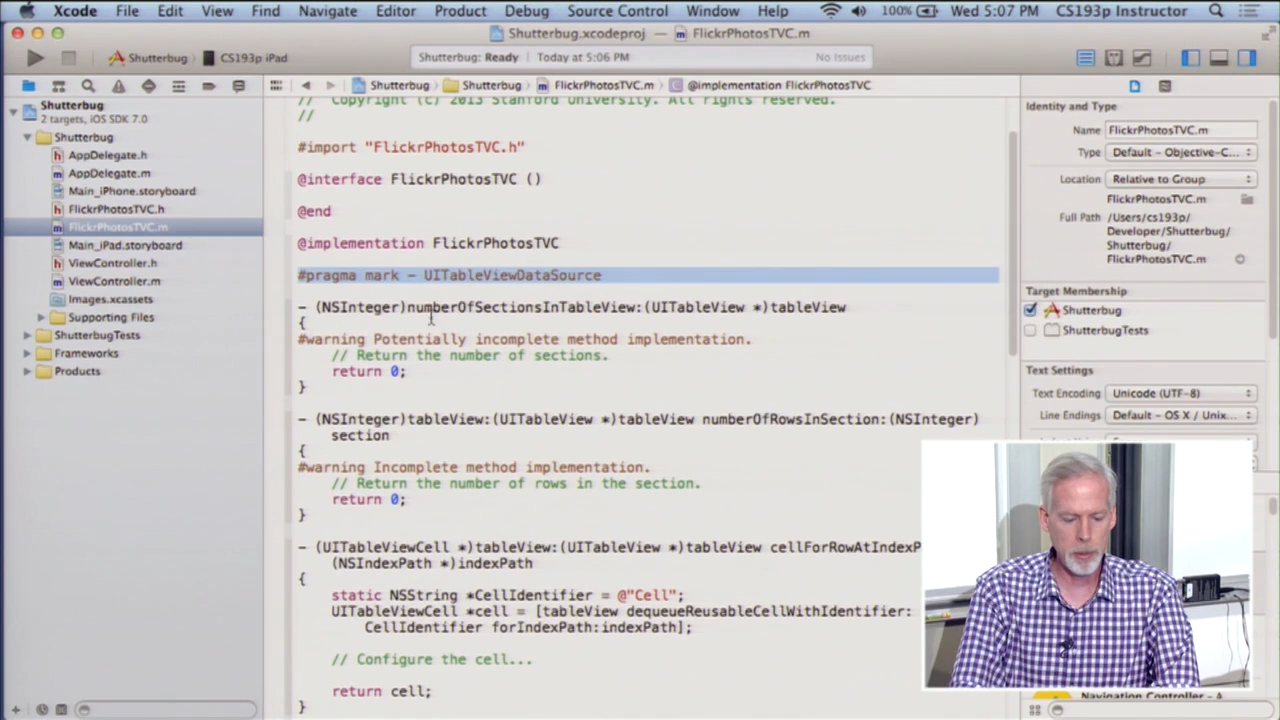 Xcode File Edit View Find Navigate Editor Product Debug Source Control Window Help 100% Wed 5:07 PM CS193p Instructor
Shutterbug.xcodeproj — FlickrPhotosTVC.m
Shutterbug CS193p iPad Shutterbug: Ready Today at 5:06 PM No Issues
Shutterbug Shutterbug FlickrPhotosTVC.m @implementation FlickrPhotosTVC
Shutterbug
2 targets, iOS SDK 7.0
Shutterbug
AppDelegate.h
AppDelegate.m
Main_iPhone.storyboard
FlickrPhotosTVC.h
FlickrPhotosTVC.m
Main_iPad.storyboard
ViewController.h
ViewController.m
Images.xcassets
Supporting Files
ShutterbugTests
Frameworks
Products
// Copyright (c) 2013 Stanford University. All rights reserved.
//
#import "FlickrPhotosTVC.h"
@interface FlickrPhotosTVC ()
@end
@implementation FlickrPhotosTVC
#pragma mark - UITableViewDataSource
- (NSInteger)numberOfSectionsInTableView:(UITableView *)tableView
{
#warning Potentially incomplete method implementation.
// Return the number of sections.
return 0;
}
- (NSInteger)tableView:(UITableView *)tableView numberOfRowsInSection:(NSInteger)
section
{
#warning Incomplete method implementation.
// Return the number of rows in the section.
return 0;
}
- (UITableViewCell *)tableView:(UITableView *)tableView cellForRowAtIndexP
(NSIndexPath *)indexPath
{
static NSString *CellIdentifier = @"Cell";
UITableViewCell *cell = [tableView dequeueReusableCellWithIdentifier:
CellIdentifier forIndexPath:indexPath];
// Configure the cell...
return cell;
}
Identity and Type
Name FlickrPhotosTVC.m
Type Default - Objective-C...
Location Relative to Group
FlickrPhotosTVC.m
Full Path /Users/cs193p/
Developer/Shutterbug/
Shutterbug/
FlickrPhotosTVC.m
Target Membership
Shutterbug
ShutterbugTests
Text Settings
Text Encoding Unicode (UTF-8)
Line Endings Default - OS X / Unix...
Navigation Controller - A